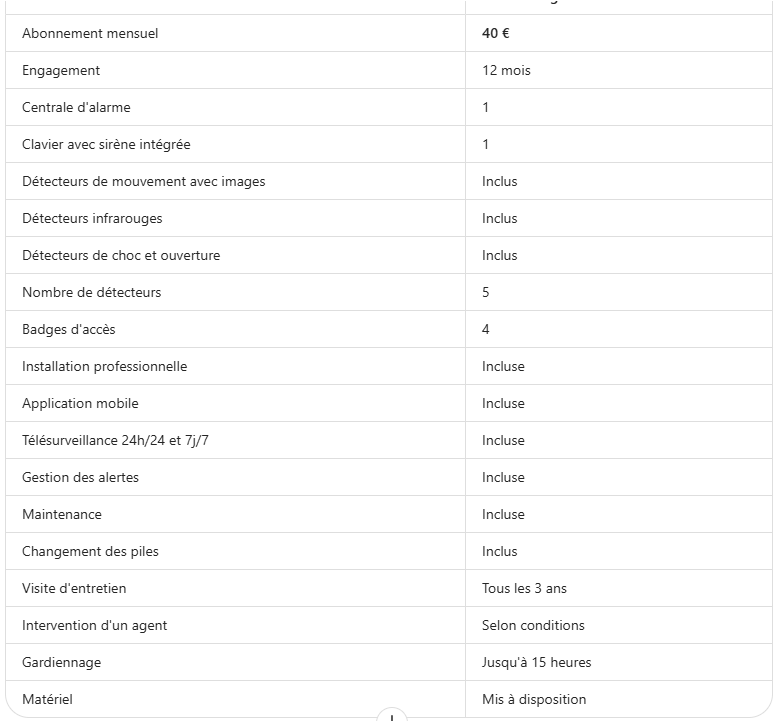 Abonnement mensuel 40 €
Engagement 12 mois
Centrale d'alarme 1
Clavier avec sirène intégrée 1
Détecteurs de mouvement avec images Inclus
Détecteurs infrarouges Inclus
Détecteurs de choc et ouverture Inclus
Nombre de détecteurs 5
Badges d'accès 4
Installation professionnelle Incluse
Application mobile Incluse
Télésurveillance 24h/24 et 7j/7 Incluse
Gestion des alertes Incluse
Maintenance Incluse
Changement des piles Inclus
Visite d'entretien Tous les 3 ans
Intervention d'un agent Selon conditions
Gardiennage Jusqu'à 15 heures
Matériel Mis à disposition